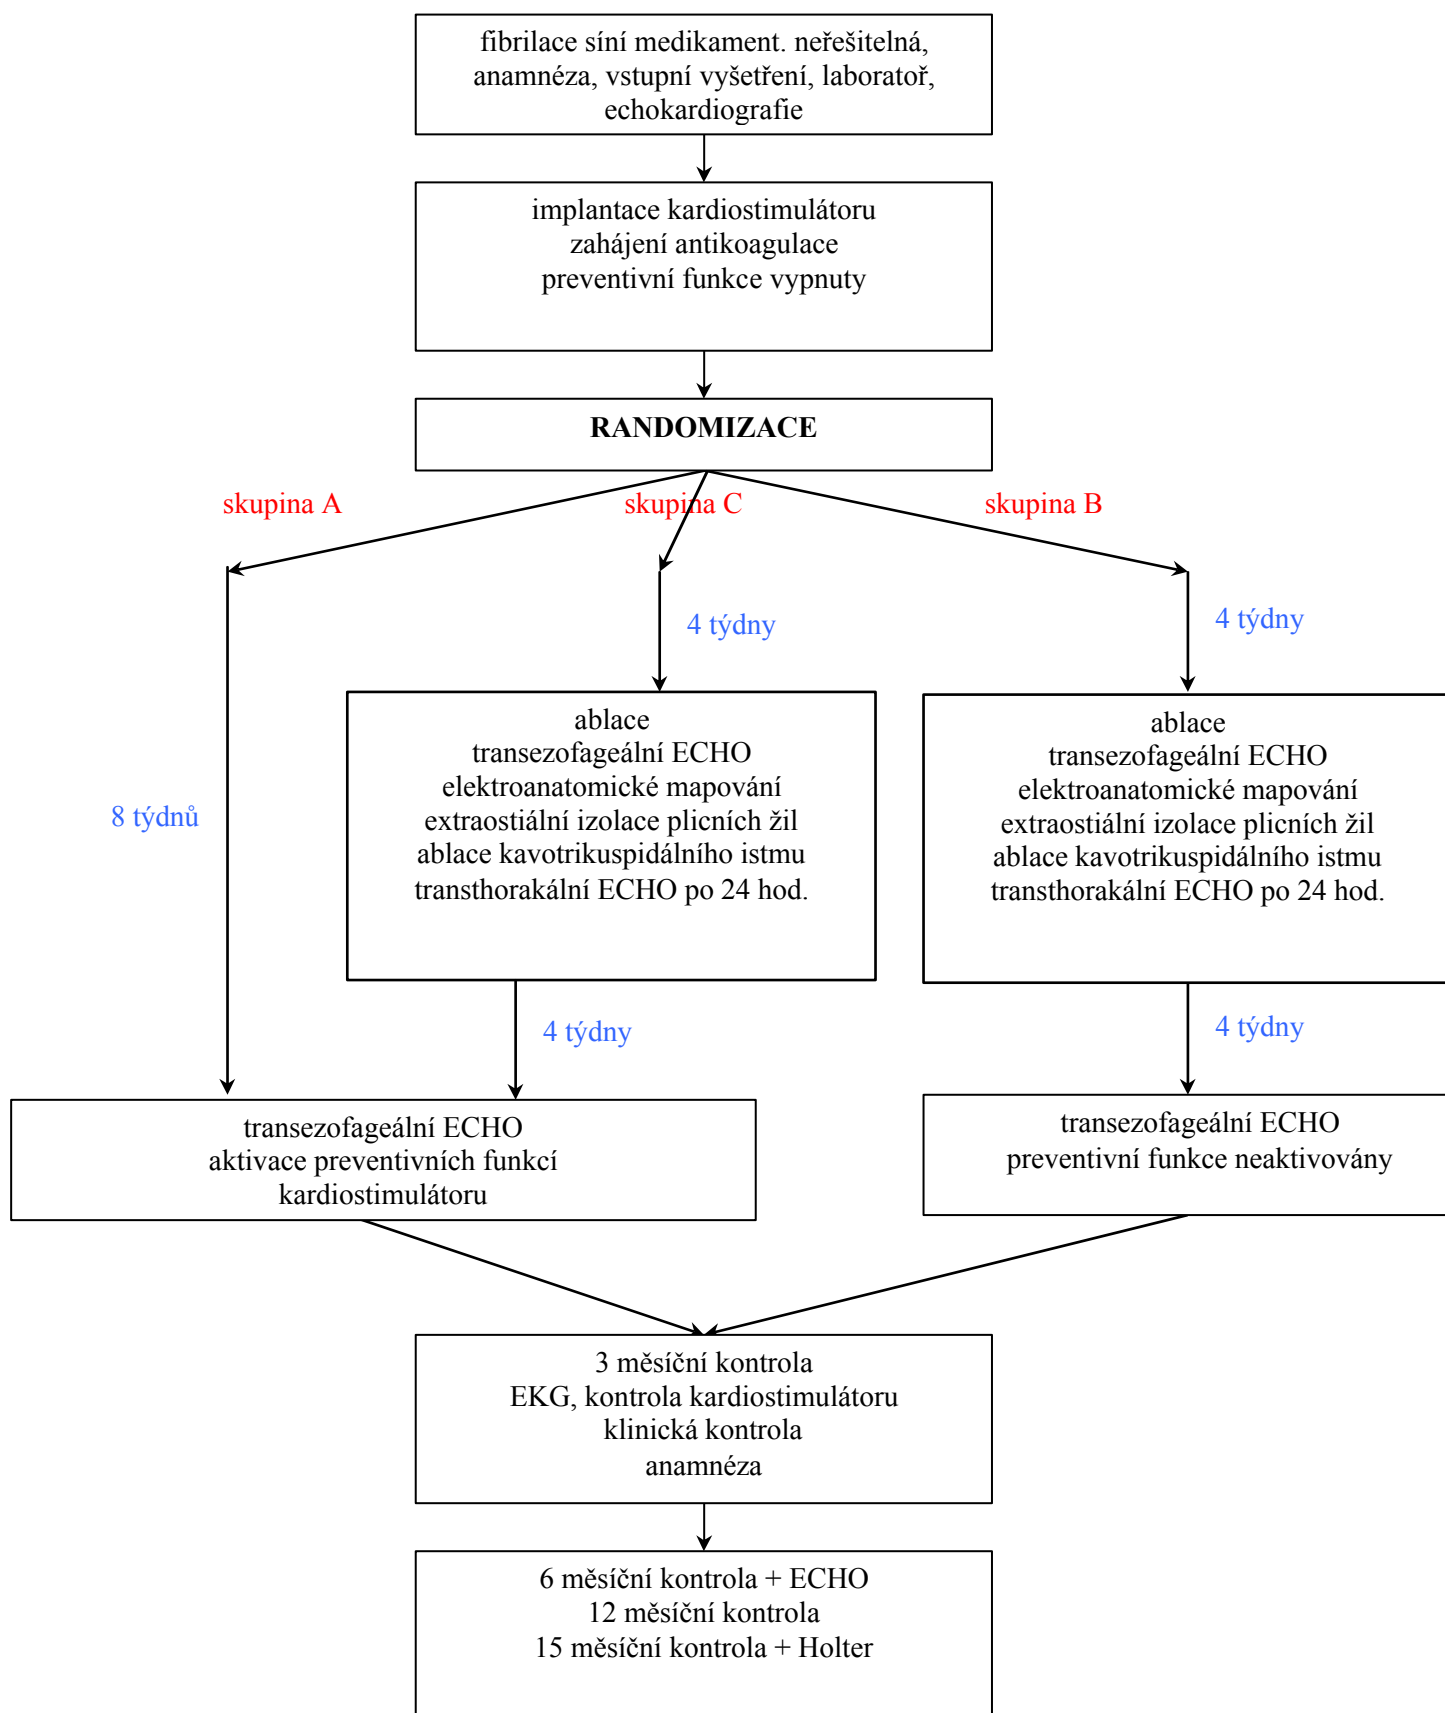 fibrilace síní medikament. neřešitelná,
anamnéza, vstupní vyšetření, laboratoř,
echokardiografie
implantace kardiostimulátoru
zahájení antikoagulace
preventivní funkce vypnuty
RANDOMIZACE
skupina A
skupina C
skupina B
4 týdny
4 týdny
8 týdnů
ablace
transezofageální ECHO
elektroanatomické mapování
extraostiální izolace plicních žil
ablace kavotrikuspidálního istmu
transthorakální ECHO po 24 hod.
ablace
transezofageální ECHO
elektroanatomické mapování
extraostiální izolace plicních žil
ablace kavotrikuspidálního istmu
transthorakální ECHO po 24 hod.
4 týdny
4 týdny
transezofageální ECHO
aktivace preventivních funkcí
kardiostimulátoru
transezofageální ECHO
preventivní funkce neaktivovány
3 měsíční kontrola
EKG, kontrola kardiostimulátoru
klinická kontrola
anamnéza
6 měsíční kontrola + ECHO
12 měsíční kontrola
15 měsíční kontrola + Holter